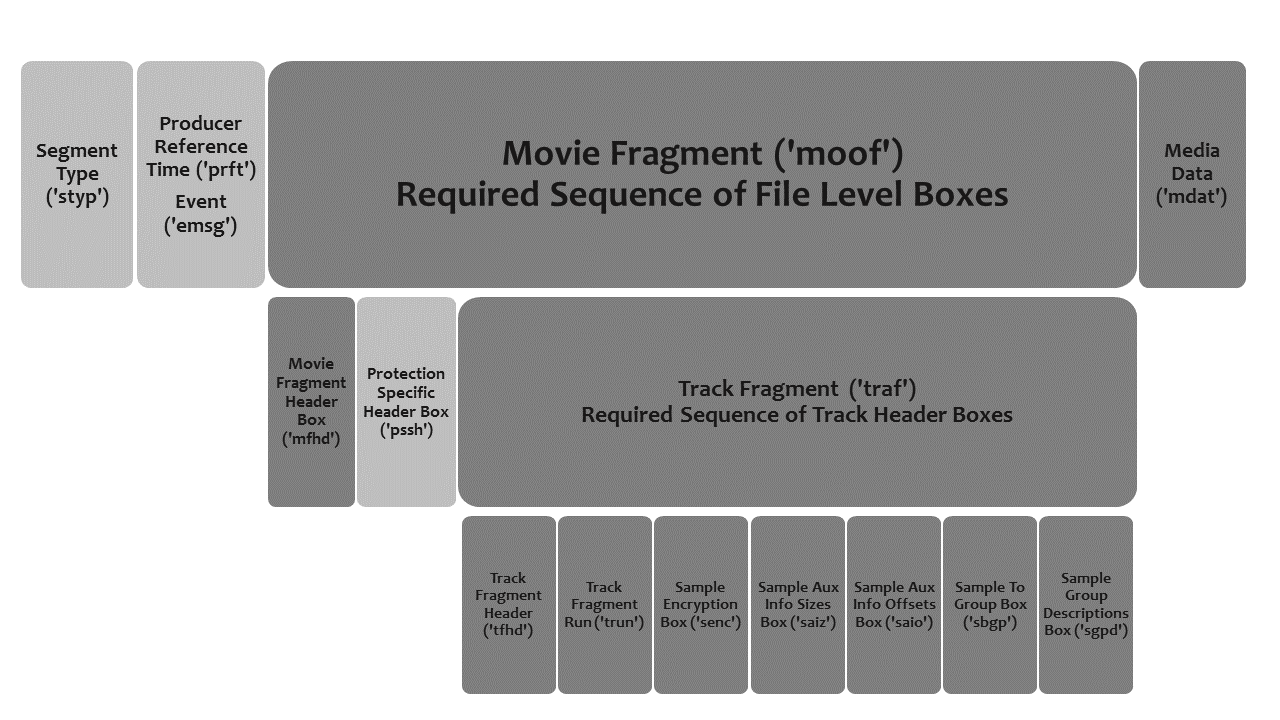 Segment
Type
('styp')
Producer
Reference
Time ('prft')
Event
('emsg')
Movie Fragment ('moof')
Required Sequence of File Level Boxes
Media
Data
('mdat')
Movie
Fragment
Header
Box
('mfhd')
Protection
Specific
Header Box
('pssh')
Track Fragment ('traf')
Required Sequence of Track Header Boxes
Track
Fragment
Header
('tfhd')
Track
Fragment
Run ('trun')
Sample
Encryption
Box ('senc')
Sample Aux
Info Sizes
Box ('saiz')
Sample Aux
Info Offsets
Box ('saio')
Sample To
Group Box
('sbgp')
Sample
Group
Descriptions
Box ('sgpd')